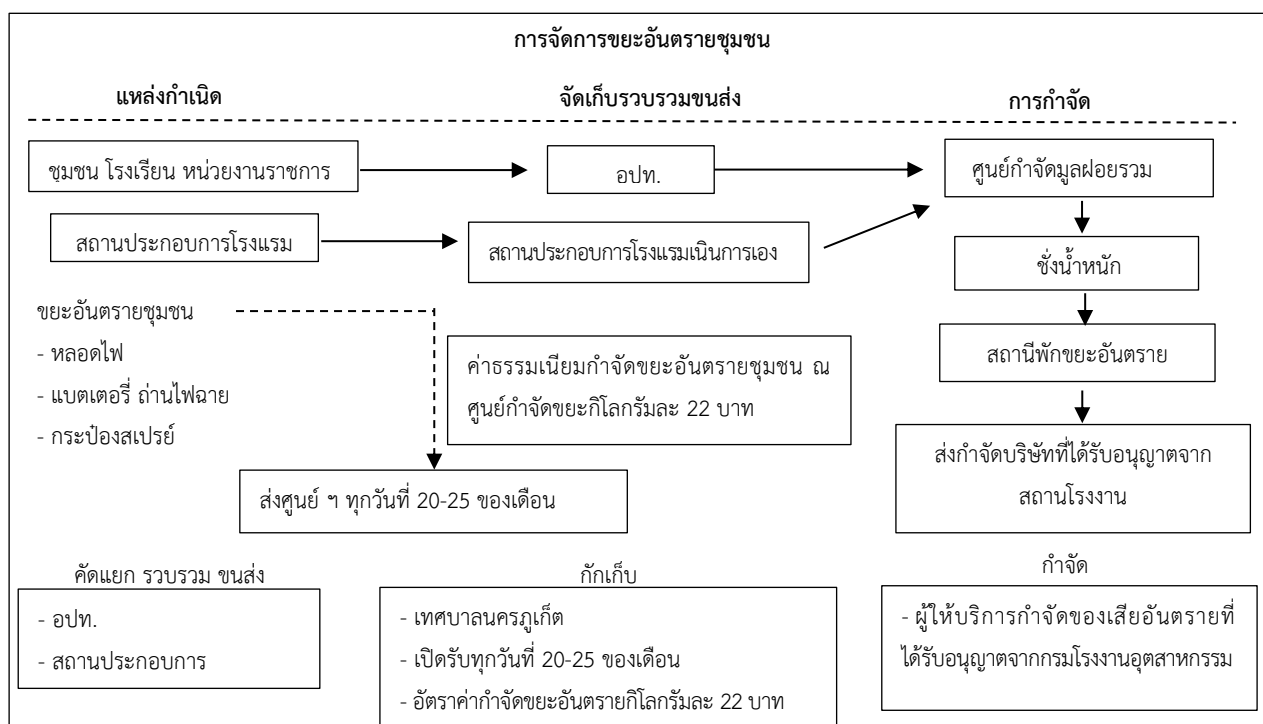 การจัดการขยะอันตรายชุมชน
แหล่งกำเนิด
จัดเก็บรวบรวมขนส่ง
การกำจัด
ชุมชน โรงเรียน หน่วยงานราชการ
อปท.
ศูนย์กำจัดมูลฝอยรวม
สถานประกอบการโรงแรม
สถานประกอบการโรงแรมเนินการเอง
ชั่งน้ำหนัก
ขยะอันตรายชุมชน
- หลอดไฟ
- แบตเตอรี่ ถ่านไฟฉาย
- กระป๋องสเปรย์
ค่าธรรมเนียมกำจัดขยะอันตรายชุมชน ณ
ศูนย์กำจัดขยะกิโลกรัมละ 22 บาท
สถานีพักขยะอันตราย
ส่งกำจัดบริษัทที่ได้รับอนุญาตจาก
สถานโรงงาน
ส่งศูนย์ ฯ ทุกวันที่ 20-25 ของเดือน
คัดแยก รวบรวม ขนส่ง
- อปท.
- สถานประกอบการ
กักเก็บ
- เทศบาลนครภูเก็ต
- เปิดรับทุกวันที่ 20-25 ของเดือน
- อัตราค่ากำจัดขยะอันตรายกิโลกรัมละ 22 บาท
กำจัด
- ผู้ให้บริการกำจัดของเสียอันตรายที่
ได้รับอนุญาตจากกรมโรงงานอุตสาหกรรม